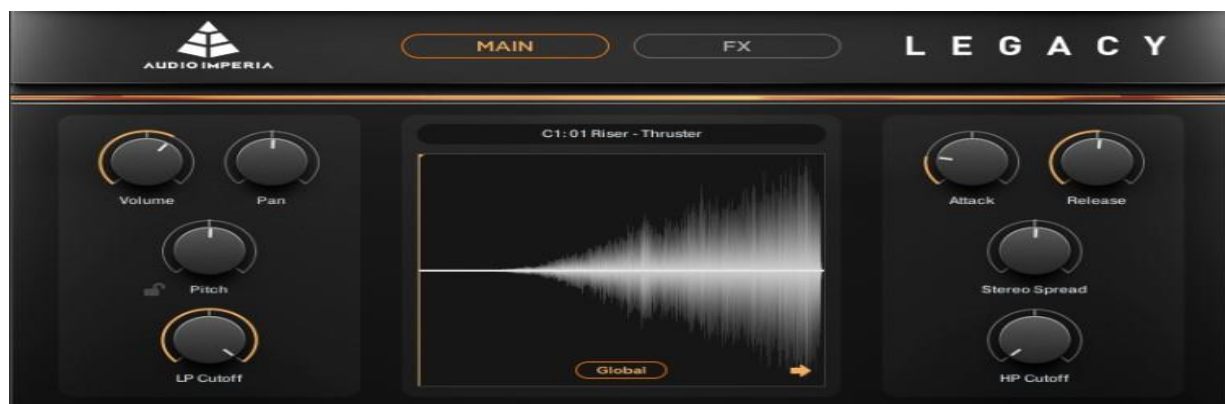 AUDIO IMPERIA
MAIN
FX
LEGACY
C1: 01 Riser - Thruster
Volume
Pan
Pitch
LP Cutoff
Global
Attack
Release
Stereo Spread
HP Cutoff